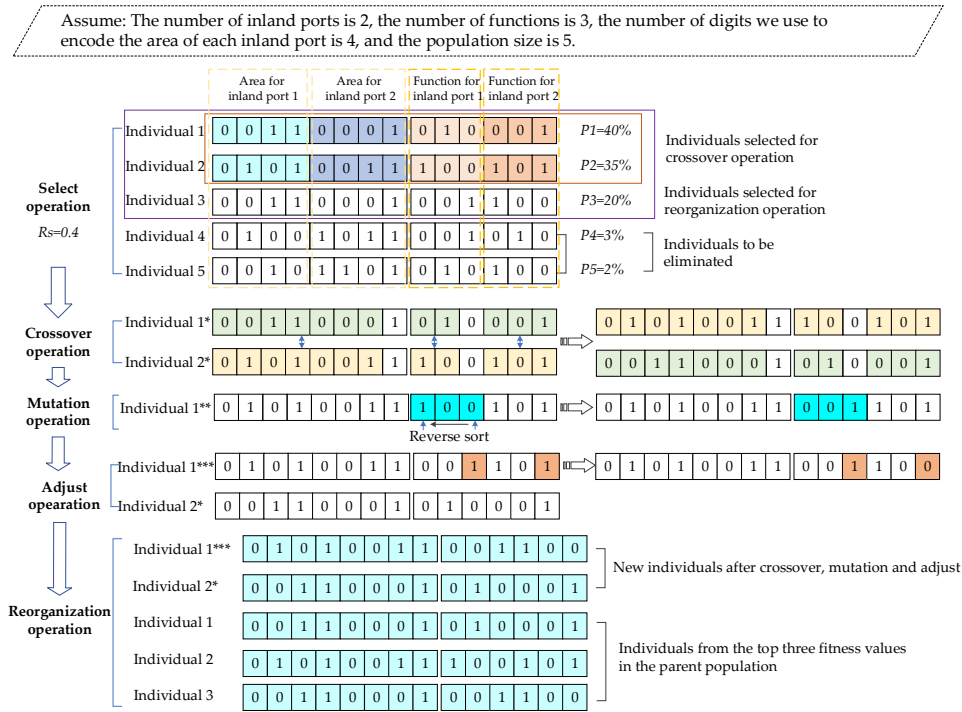 Assume: The number of inland ports is 2, the number of functions is 3, the number of digits we use to
encode the area of each inland port is 4, and the population size is 5.
Area for
inland port 1
Area for
inland port 2
Function for
inland port 1
Function for
inland port 2
Select
operation
Rs=0.4
Individual 1 0 0 1 1 0 0 0 1 0 1 0 0 0 1 P1=40%
Individual 2 0 1 0 1 0 0 1 1 1 0 0 1 0 1 P2=35%
Individual 3 0 0 1 1 0 0 0 1 0 0 1 1 0 0 P3=20%
Individual 4 0 1 0 0 1 0 1 1 0 0 1 0 1 0 P4=3%
Individual 5 0 0 1 0 1 1 0 1 0 1 0 1 0 0 P5=2%
Individuals selected for
crossover operation
Individuals selected for
reorganization operation
Individuals to be
eliminated
Crossover
operation
Individual 1* 0 0 1 1 0 0 0 1 0 1 0 0 0 1 0 1 0 1 0 0 1 1 1 0 0 1 0 1
Individual 2* 0 1 0 1 0 0 1 1 1 0 0 1 0 1 0 0 1 1 0 0 0 1 0 1 0 0 0 1
Mutation
operation
Individual 1** 0 1 0 1 0 0 1 1 1 0 0 1 0 1 0 1 0 1 0 0 1 1 0 0 1 1 0 1
Reverse sort
Adjust
opearation
Individual 1*** 0 1 0 1 0 0 1 1 0 0 1 1 0 1 0 1 0 1 0 0 1 1 0 0 1 1 0 0
Individual 2* 0 0 1 1 0 0 0 1 0 1 0 0 0 1
Reorganization
operation
Individual 1*** 0 1 0 1 0 0 1 1 0 0 1 1 0 0
Individual 2* 0 0 1 1 0 0 0 1 0 1 0 0 0 1
Individual 1 0 0 1 1 0 0 0 1 0 1 0 0 0 1
Individual 2 0 1 0 1 0 0 1 1 1 0 0 1 0 1
Individual 3 0 0 1 1 0 0 0 1 0 0 1 1 0 0
New individuals after crossover, mutation and adjust
Individuals from the top three fitness values
in the parent population